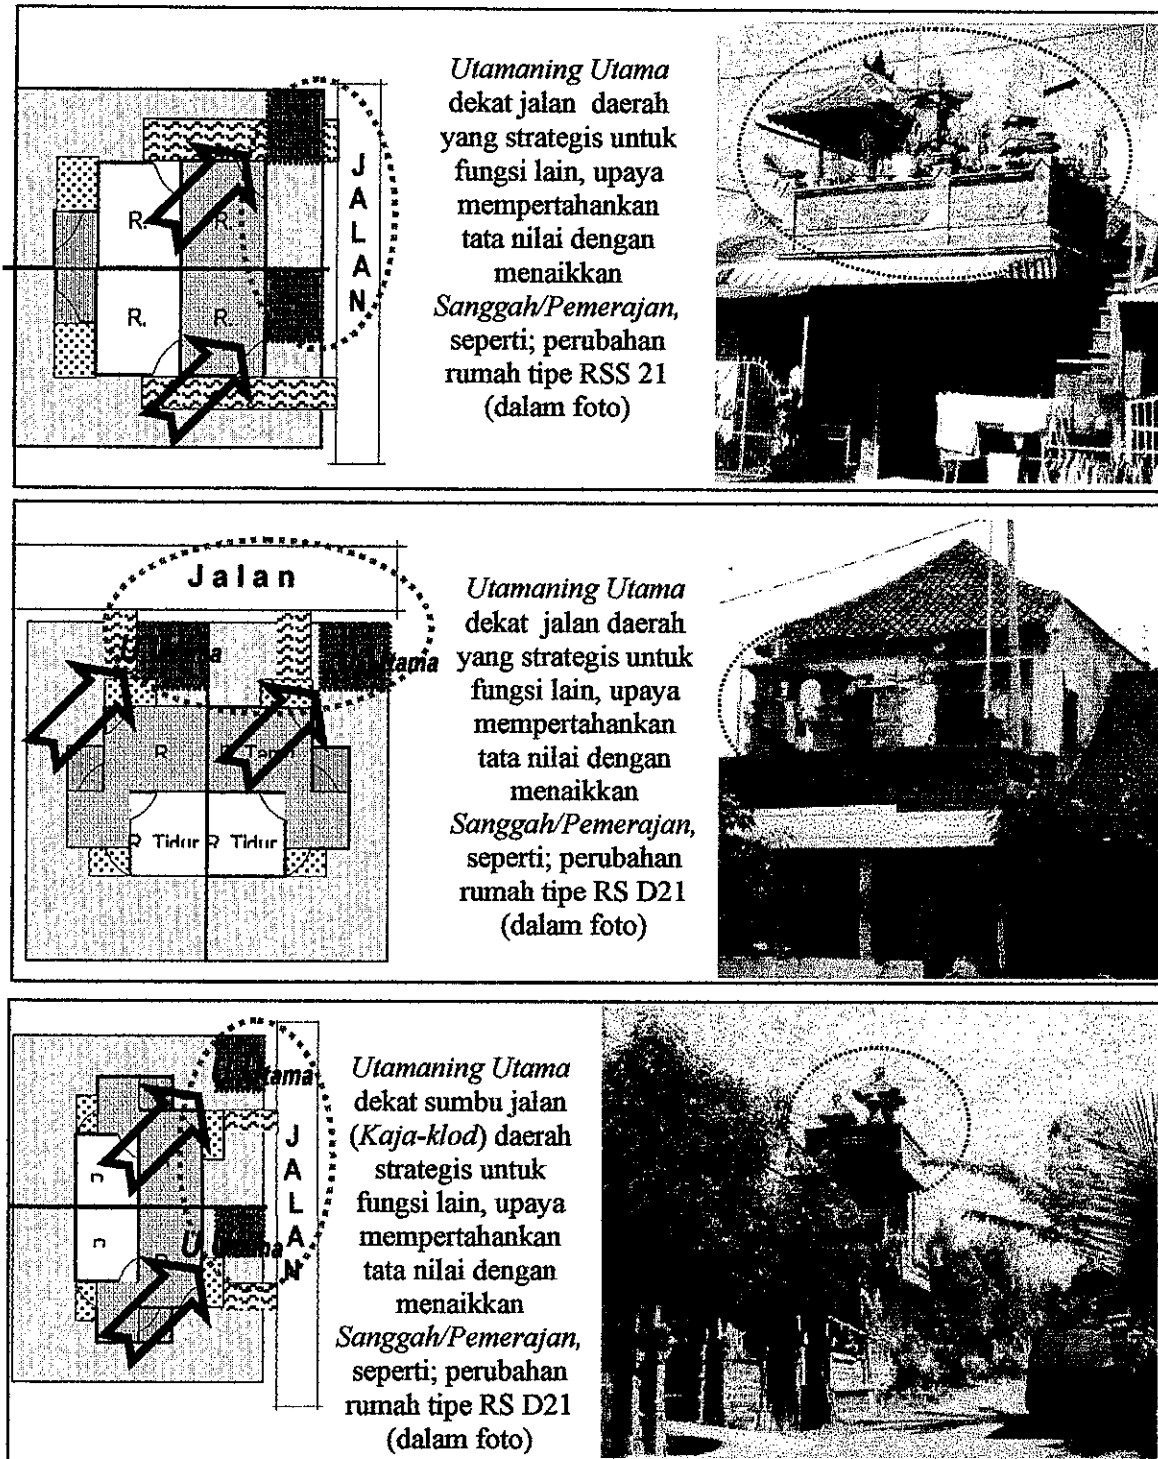 J
A
L
A
N
R.
R.
R.
R.
Utamaning Utama
dekat jalan daerah
yang strategis untuk
fungsi lain, upaya
mempertahankan
tata nilai dengan
menaikkan
Sanggah/Pemerajan,
seperti; perubahan
rumah tipe RSS 21
(dalam foto)
Jalan
R
R Tidur
R Tidur
Utamaning Utama
dekat jalan daerah
yang strategis untuk
fungsi lain, upaya
mempertahankan
tata nilai dengan
menaikkan
Sanggah/Pemerajan,
seperti; perubahan
rumah tipe RS D21
(dalam foto)
J
A
L
A
N
U. Utama
Utamaning Utama
dekat sumbu jalan
(Kaja-klod) daerah
strategis untuk
fungsi lain, upaya
mempertahankan
tata nilai dengan
menaikkan
Sanggah/Pemerajan,
seperti; perubahan
rumah tipe RS D21
(dalam foto)